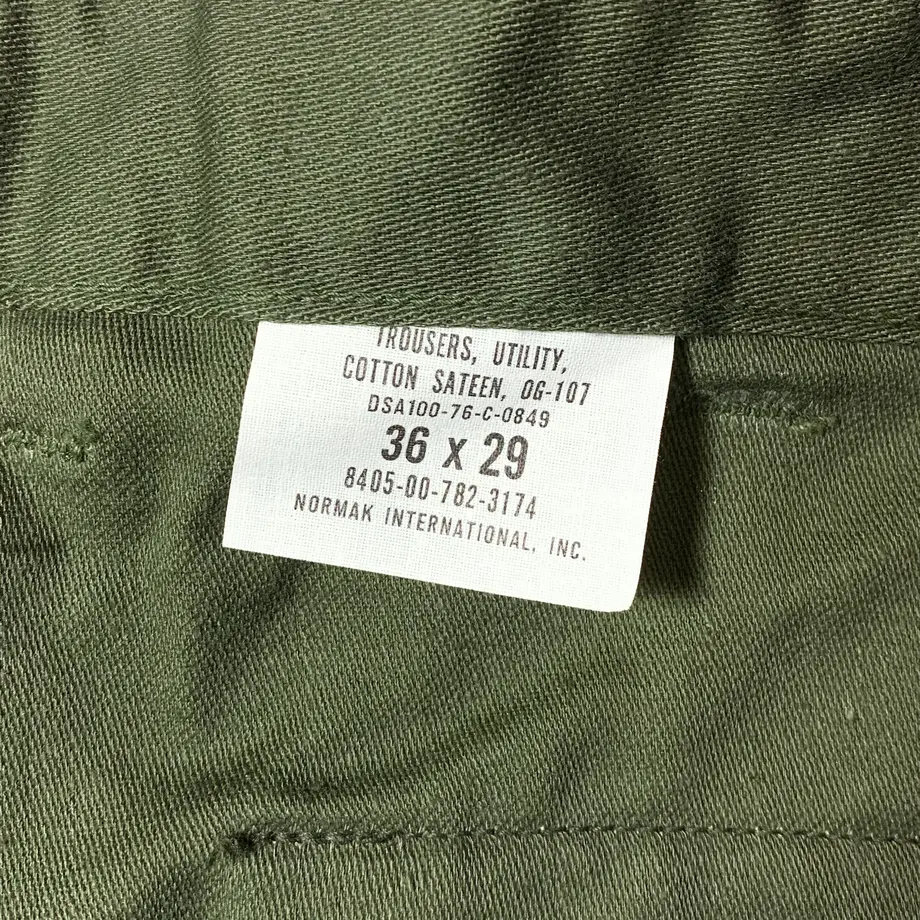 TROUSERS, UTILITY,
COTTON SATEEN, OG-107
DSA100-76-C-0849
36 x 29
8405-00-782-3174
NORMAK INTERNATIONAL, INC.